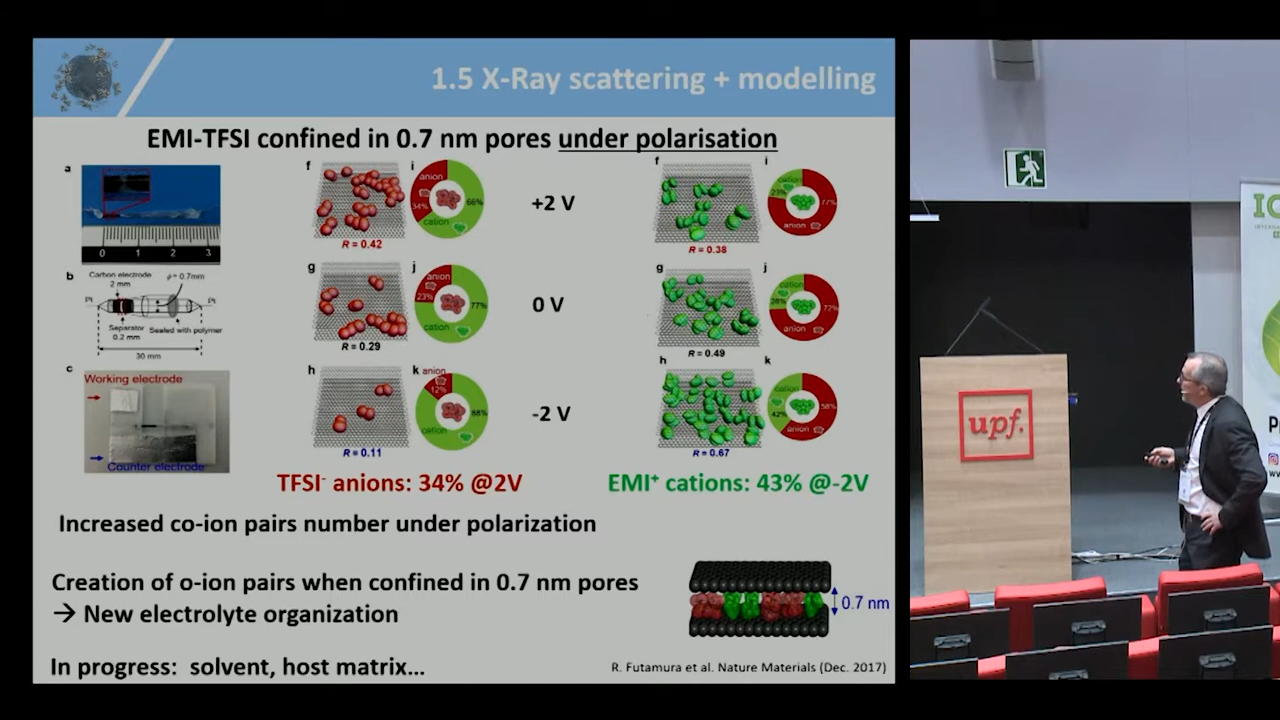 1.5 X-Ray scattering + modelling
EMI-TFSI confined in 0.7 nm pores under polarisation
a
0 1 2 3
b
Carbon electrode
2 mm
ϕ= 0.7mm
Pt
Pt
Separator
0.2 mm
Sealed with polymer
30 mm
c
Working electrode
Counter electrode
f
R = 0.42
i
anion
34%
66%
cation
+2 V
f
R = 0.38
i
cation
23%
77%
anion
g
R = 0.29
j
anion
23%
77%
cation
0 V
g
R = 0.49
j
cation
anion
h
R = 0.11
k
anion
12%
88%
cation
-2 V
h
R = 0.67
k
cation
42%
58%
anion
TFSI- anions: 34% @2V
EMI+ cations: 43% @-2V
Increased co-ion pairs number under polarization
Creation of o-ion pairs when confined in 0.7 nm pores
→ New electrolyte organization
0.7 nm
In progress: solvent, host matrix...
R. Futamura et al. Nature Materials (Dec. 2017)
upf.